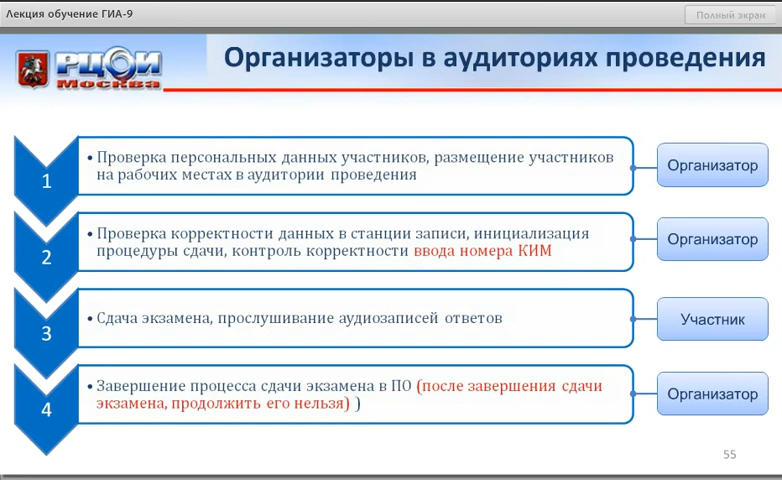 Лекция обучение ГИА-9
Полный экран
РЦОИ
Москва
Организаторы в аудиториях проведения
1
• Проверка персональных данных участников, размещение участников
на рабочих местах в аудитории проведения
Организатор
2
• Проверка корректности данных в станции записи, инициализация
процедуры сдачи, контроль корректности ввода номера КИМ
Организатор
3
• Сдача экзамена, прослушивание аудиозаписей ответов
Участник
4
• Завершение процесса сдачи экзамена в ПО (после завершения сдачи
экзамена, продолжить его нельзя) )
Организатор
55